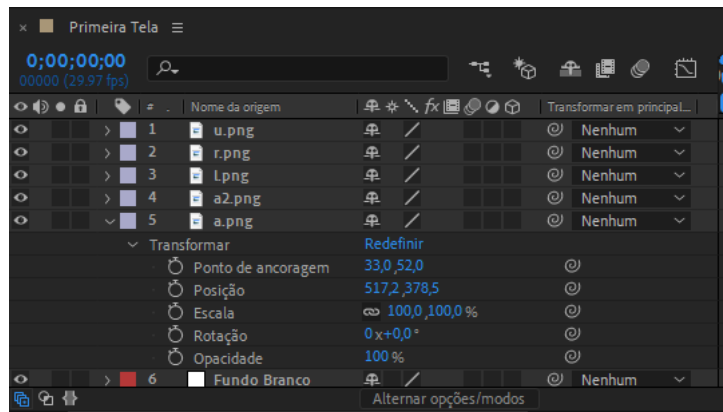 × Primeira Tela ≡
0;00;00;00
00000 (29.97 fps)
# . Nome da origem fx Transformar em principal...
1 u.png Nenhum
2 r.png Nenhum
3 l.png Nenhum
4 a2.png Nenhum
5 a.png Nenhum
Transformar Redefinir
Ponto de ancoragem 33,0 ,52,0
Posição 517,2 ,378,5
Escala 100,0 ,100,0 %
Rotação 0 x+0,0 °
Opacidade 100 %
6 Fundo Branco Nenhum
Alternar opções/modos